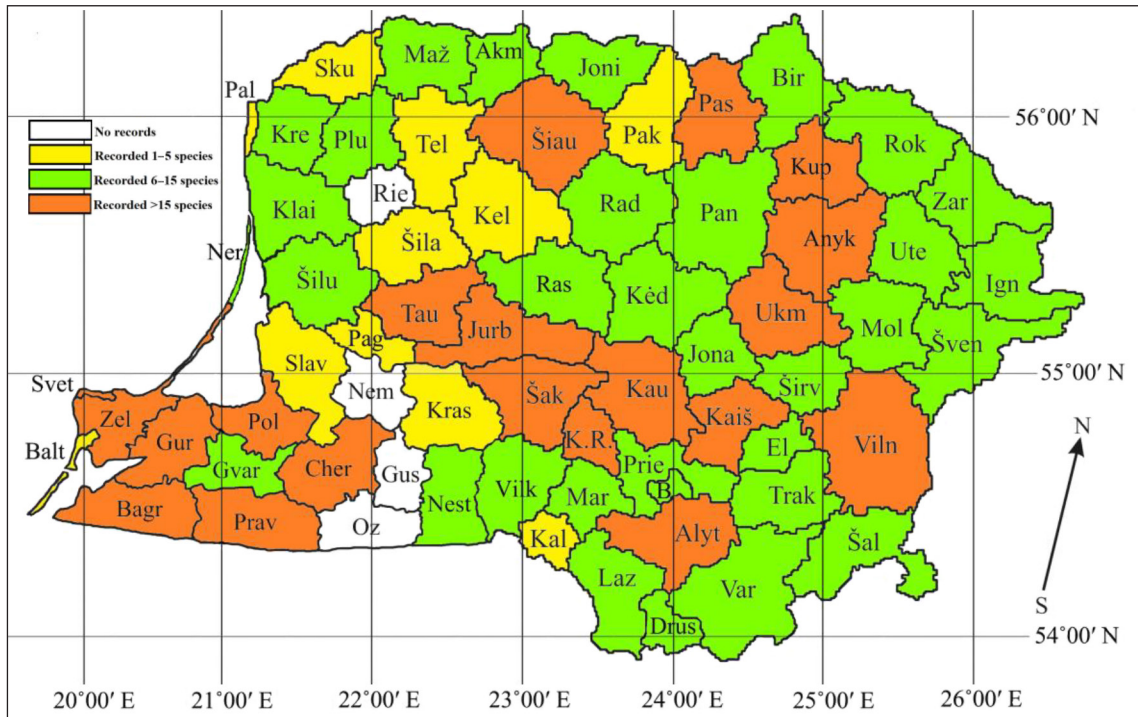 Sku
Maž
Akm
Joni
Bir
Pal
Kre
Plu
Tel
Šiau
Pak
Pas
56°00′ N
No records
Recorded 1–5 species
Recorded 6–15 species
Recorded >15 species
Rie
Kup
Rok
Klai
Kel
Rad
Pan
Zar
Ner
Šila
Anyk
Ute
Šilu
Ras
Kėd
Ign
Tau
Jurb
Ukm
Mol
Šven
Pag
Slav
Jona
55°00′ N
Svet
Nem
Kras
Šak
Kau
Širv
Zel
Gur
Pol
Kaiš
N
Balt
Gvar
Cher
Gus
K.R.
Prie
El
Viln
Bagr
Prav
Oz
Nest
Vilk
Mar
B
Trak
Kal
Alyt
Šal
Laz
Var
S
Drus
54°00′ N
20°00′ E
21°00′ E
22°00′ E
23°00′ E
24°00′ E
25°00′ E
26°00′ E